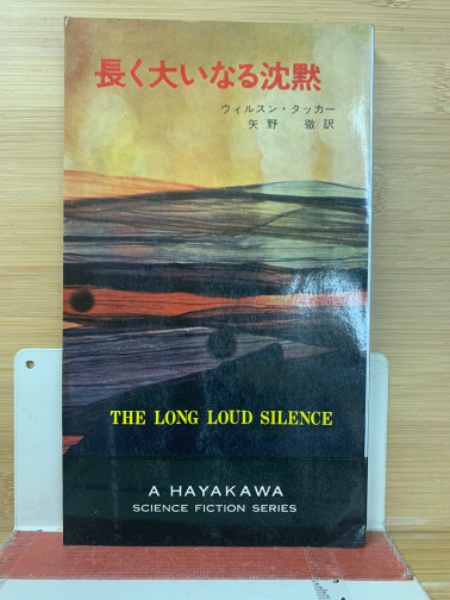 長く大いなる沈黙
ウィルスン・タッカー
矢野 徹訳
THE LONG LOUD SILENCE
A HAYAKAWA
SCIENCE FICTION SERIES